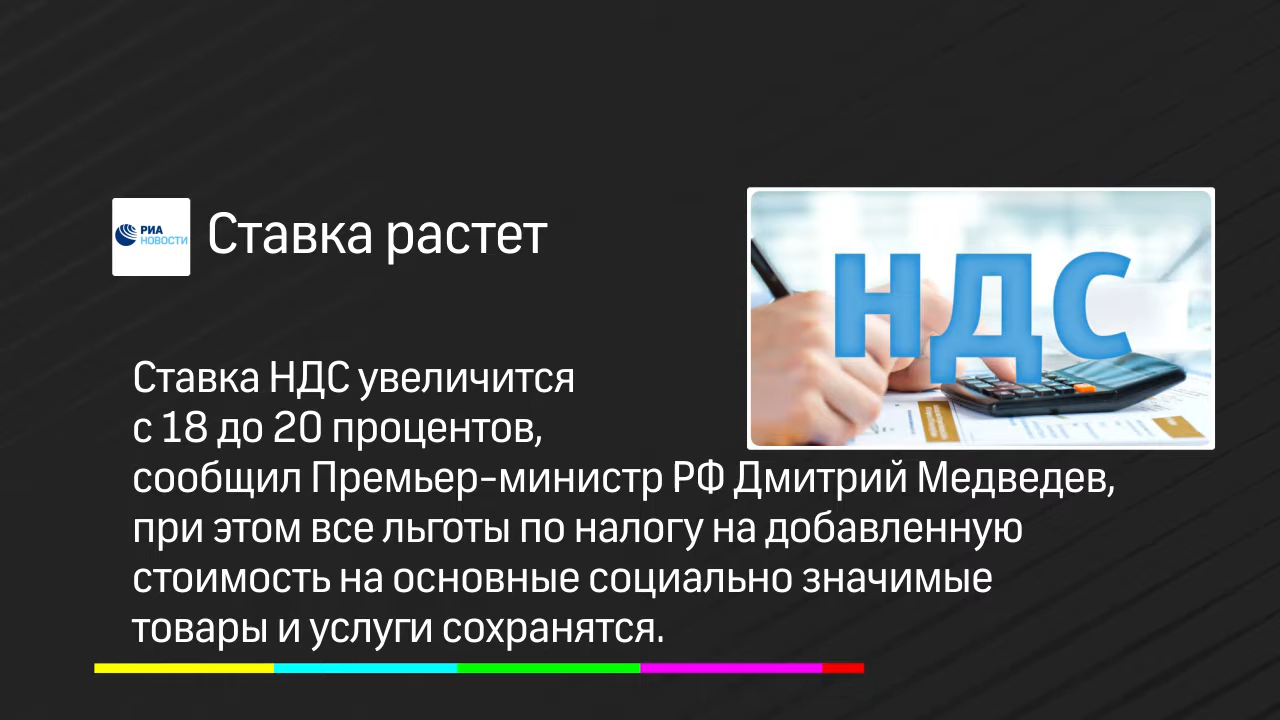 РИА
НОВОСТИ
Ставка растет
НДС
Ставка НДС увеличится
с 18 до 20 процентов,
сообщил Премьер-министр РФ Дмитрий Медведев,
при этом все льготы по налогу на добавленную
стоимость на основные социально значимые
товары и услуги сохранятся.